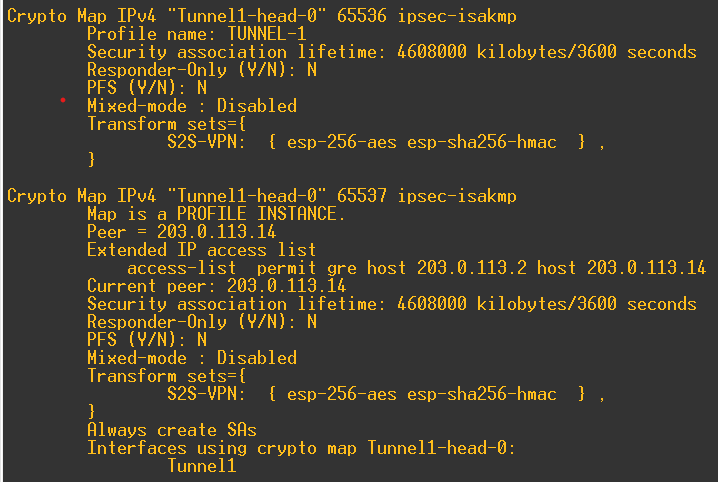 Crypto Map IPv4 "Tunnel1-head-0" 65536 ipsec-isakmp
Profile name: TUNNEL-1
Security association lifetime: 4608000 kilobytes/3600 seconds
Responder-Only (Y/N): N
PFS (Y/N): N
Mixed-mode : Disabled
Transform sets={
S2S-VPN:  { esp-256-aes esp-sha256-hmac  } ,
}
Crypto Map IPv4 "Tunnel1-head-0" 65537 ipsec-isakmp
Map is a PROFILE INSTANCE.
Peer = 203.0.113.14
Extended IP access list
access-list  permit gre host 203.0.113.2 host 203.0.113.14
Current peer: 203.0.113.14
Security association lifetime: 4608000 kilobytes/3600 seconds
Responder-Only (Y/N): N
PFS (Y/N): N
Mixed-mode : Disabled
Transform sets={
S2S-VPN:  { esp-256-aes esp-sha256-hmac  } ,
}
Always create SAs
Interfaces using crypto map Tunnel1-head-0:
Tunnel1